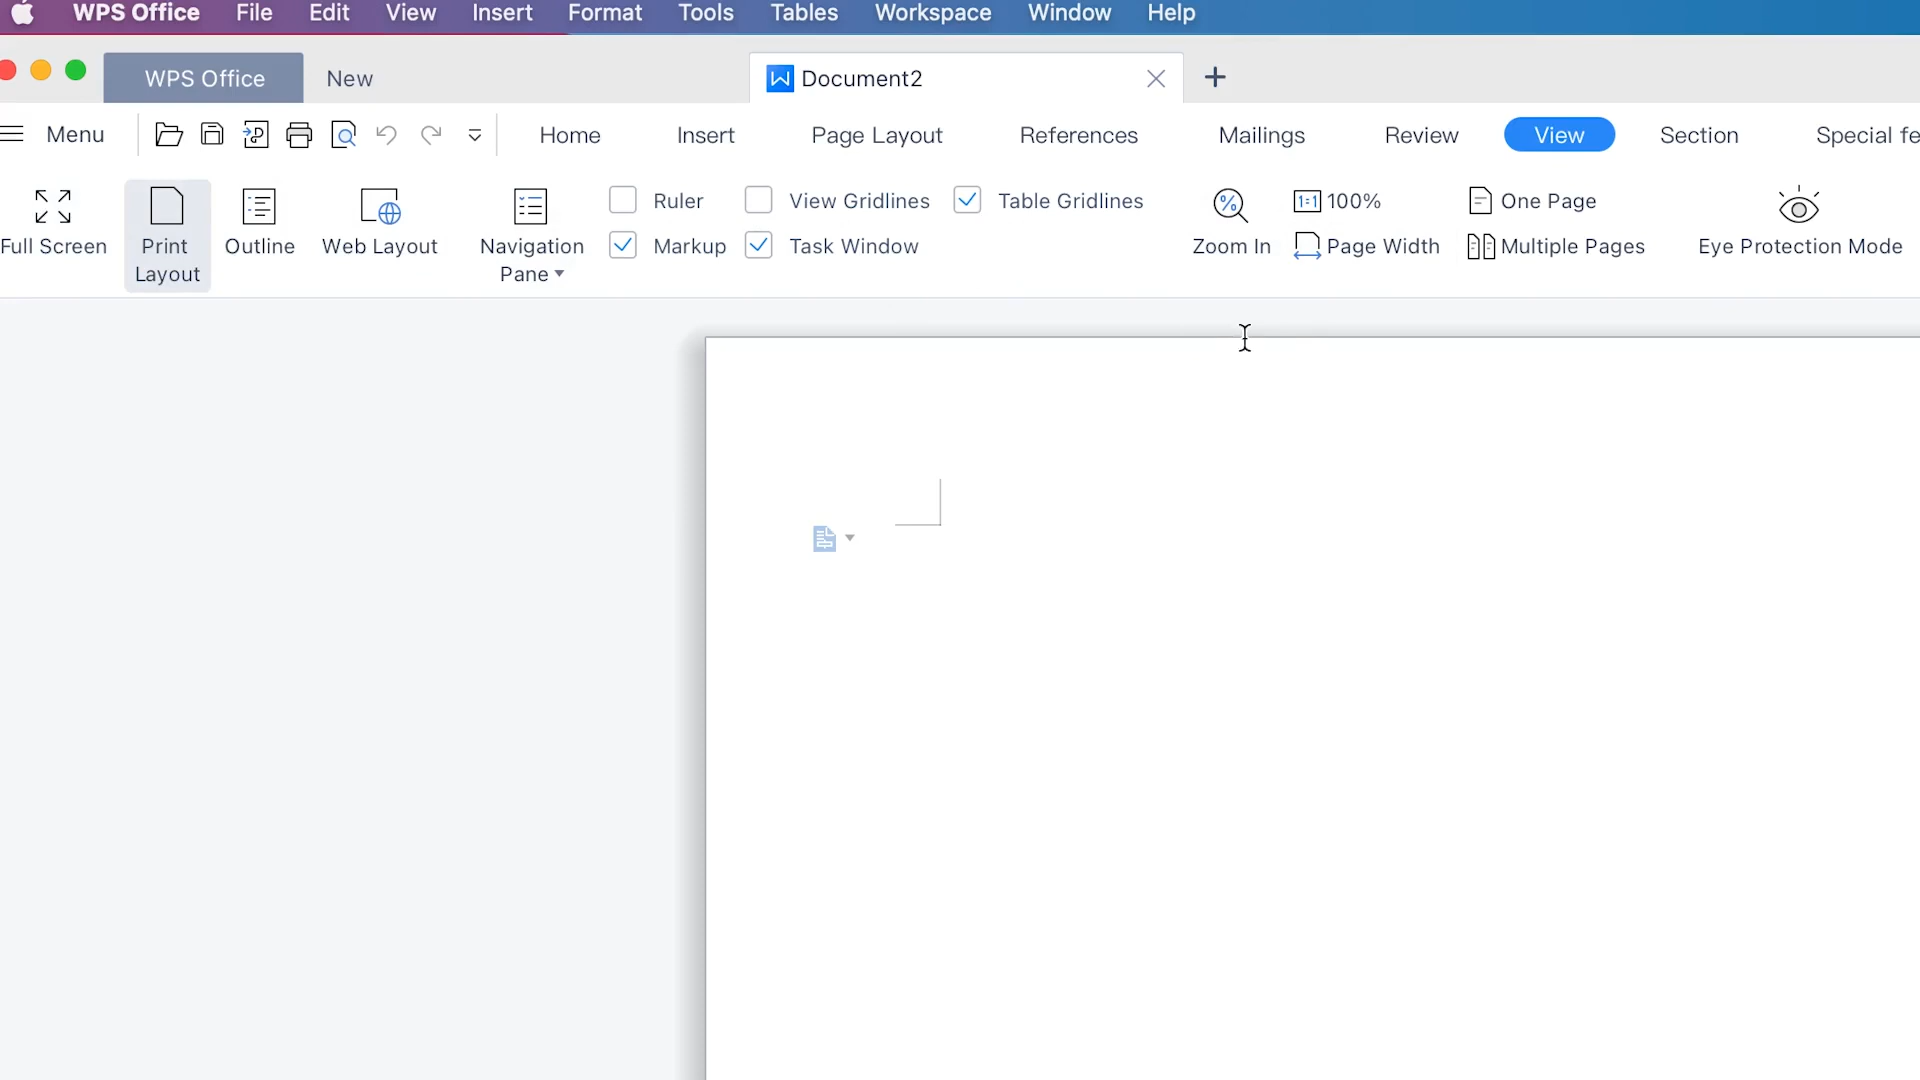 WPS Office File Edit View Insert Format Tools Tables Workspace Window Help
WPS Office New Document2
Menu Home Insert Page Layout References Mailings Review View Section Special fe
Ruler View Gridlines Table Gridlines 1:1 100% One Page
Full Screen Print Layout Outline Web Layout Navigation Pane Markup Task Window Zoom In Page Width Multiple Pages Eye Protection Mode